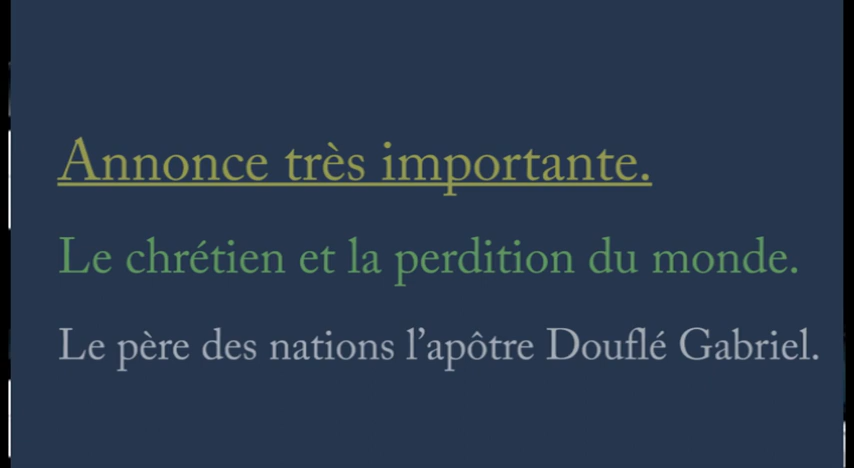 Annonce très importante.
Le chrétien et la perdition du monde.
Le père des nations l’apôtre Douflé Gabriel.